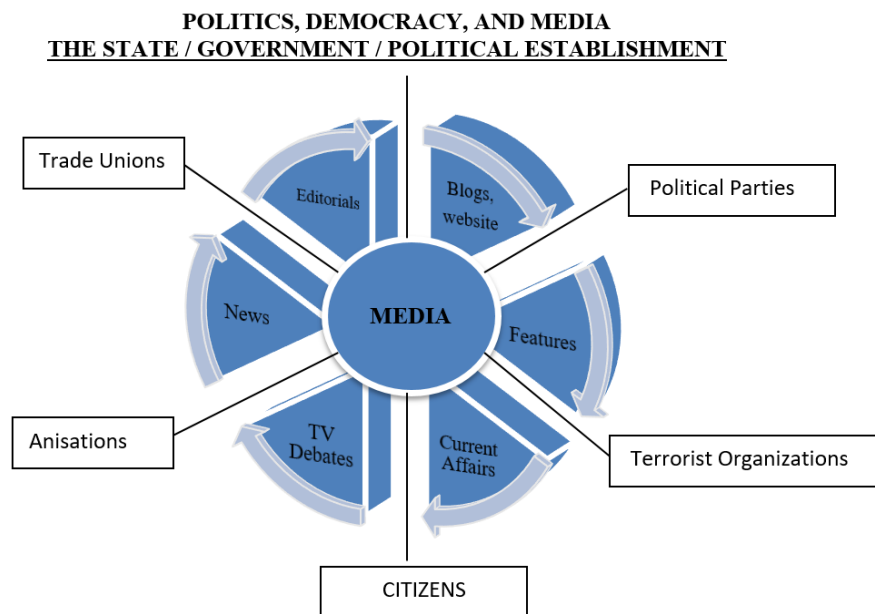 POLITICS, DEMOCRACY, AND MEDIA
THE STATE / GOVERNMENT / POLITICAL ESTABLISHMENT
Trade Unions
Editorials
Blogs,
website
Political Parties
News
MEDIA
Features
Anisations
TV
Debates
Current
Affairs
Terrorist Organizations
CITIZENS